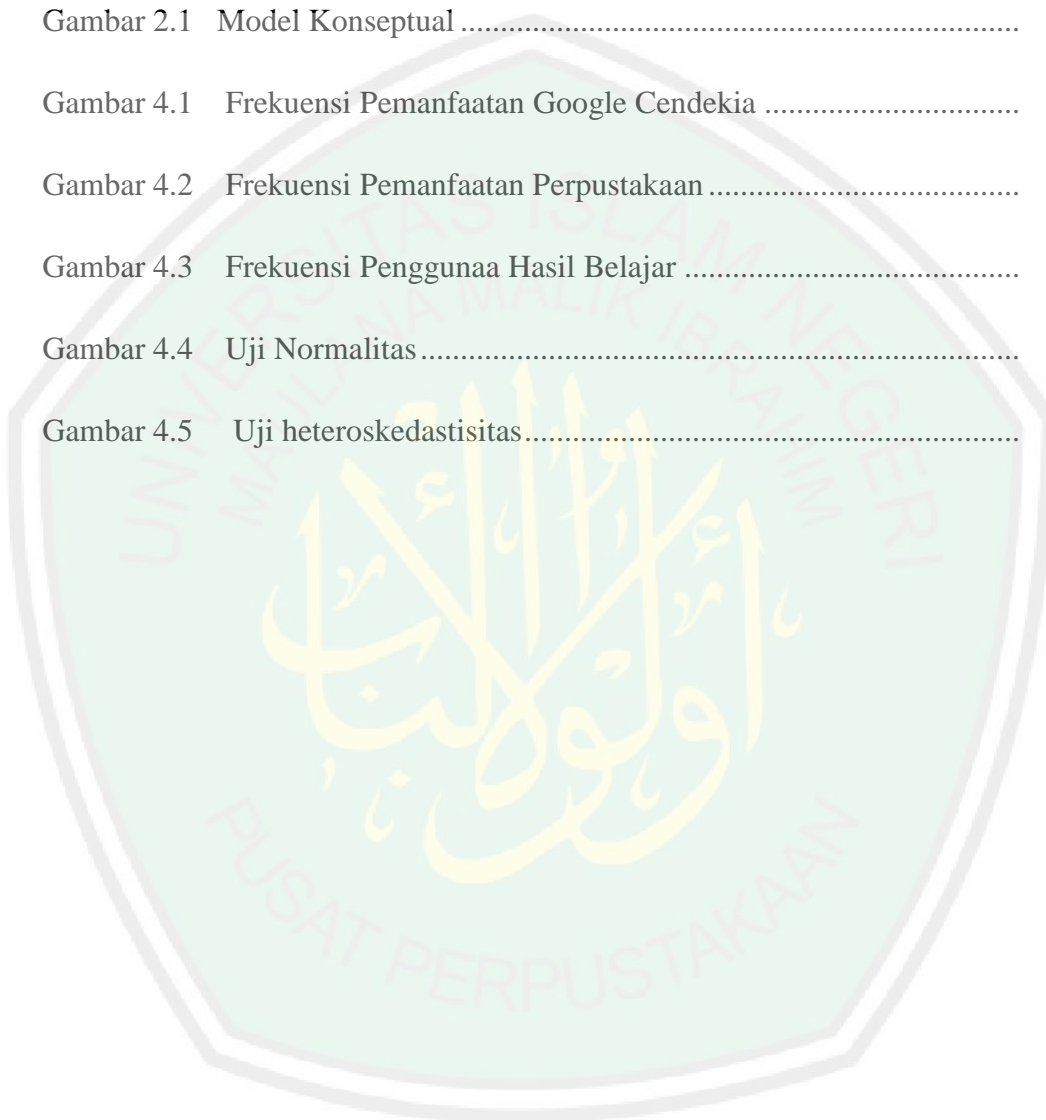 Gambar 2.1 Model Konseptual ......................................................................
Gambar 4.1 Frekuensi Pemanfaatan Google Cendekia ................................
Gambar 4.2 Frekuensi Pemanfaatan Perpustakaan .......................................
Gambar 4.3 Frekuensi Penggunaa Hasil Belajar ..........................................
Gambar 4.4 Uji Normalitas ...........................................................................
Gambar 4.5 Uji heteroskedastisitas ..............................................................
UNIVERSITAS ISLAM NEGERI
MAULANA MALIK IBRAHIM
أولوا الألباب
PUSAT PERPUSTAKAAN